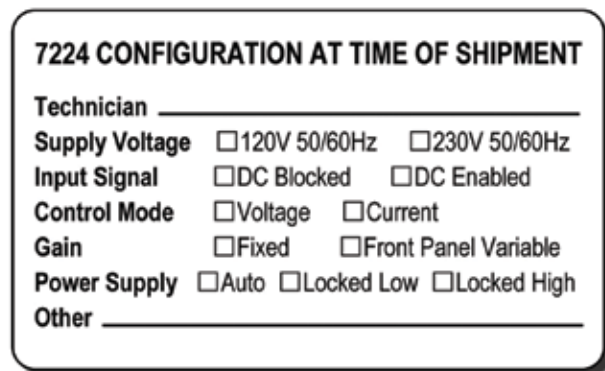 7224 CONFIGURATION AT TIME OF SHIPMENT
Technician
Supply Voltage ☐120V 50/60Hz ☐230V 50/60Hz
Input Signal ☐DC Blocked ☐DC Enabled
Control Mode ☐Voltage ☐Current
Gain ☐Fixed ☐Front Panel Variable
Power Supply ☐Auto ☐Locked Low ☐Locked High
Other